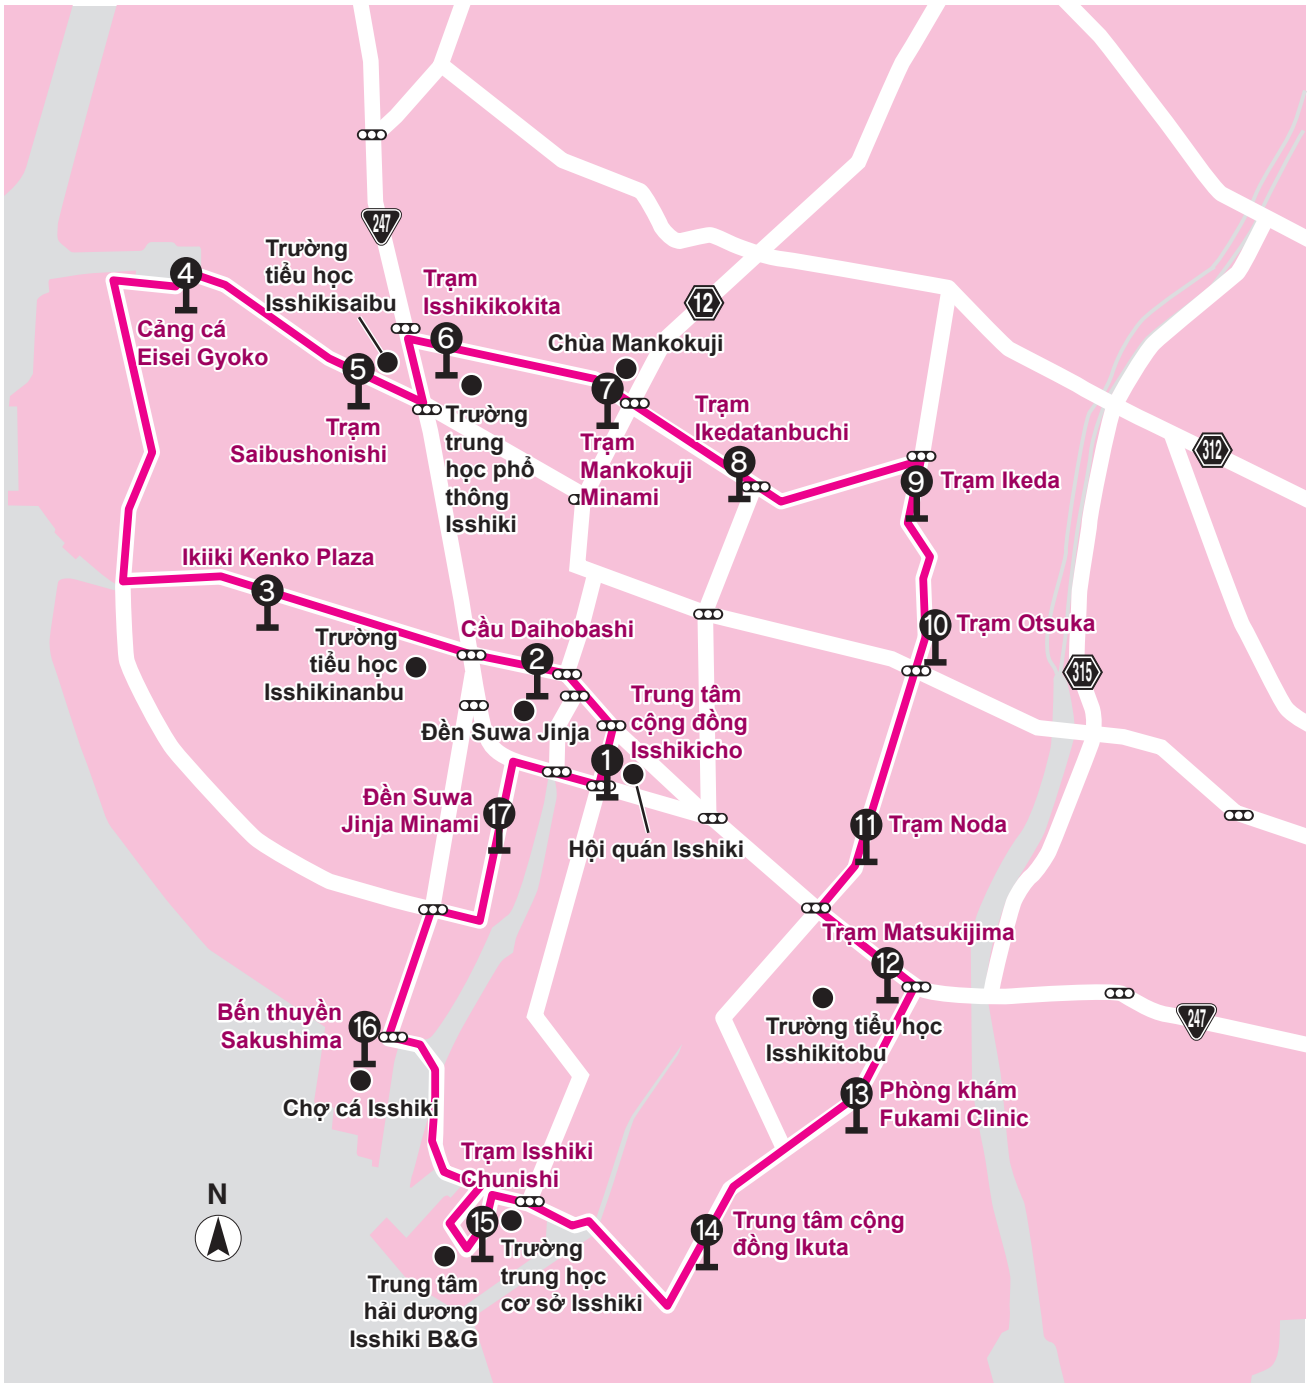 247
Trường
tiểu học
Isshikisaibu
4
Cảng cá
Eisei Gyoko
5
Trạm
Saibushonishi
Trạm
Isshikikokita
6
Trường
trung
học phổ
thông
Isshiki
12
Chùa Mankokuji
7
Trạm
Mankokuji
Minami
Trạm
Ikedatanbuchi
8
9
Trạm Ikeda
312
Ikiiki Kenko Plaza
3
Trường
tiểu học
Isshikinanbu
Cầu Daihobashi
2
Đền Suwa Jinja
Trung tâm
cộng đồng
Isshikicho
1
Hội quán Isshiki
10
Trạm Otsuka
315
11
Trạm Noda
Đền Suwa
Jinja Minami
17
Trạm Matsukijima
12
Trường tiểu học
Isshikitobu
247
Bến thuyền
Sakushima
16
Chợ cá Isshiki
13
Phòng khám
Fukami Clinic
Trạm Isshiki
Chunishi
15
Trường
trung học
cơ sở Isshiki
14
Trung tâm cộng
đồng Ikuta
N
Trung tâm
hải dương
Isshiki B&G